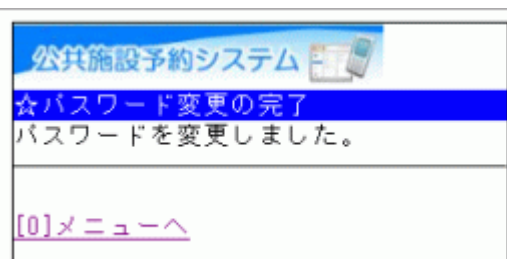 公共施設予約システム
☆パスワード変更の完了
パスワードを変更しました。
[0]メニューへ